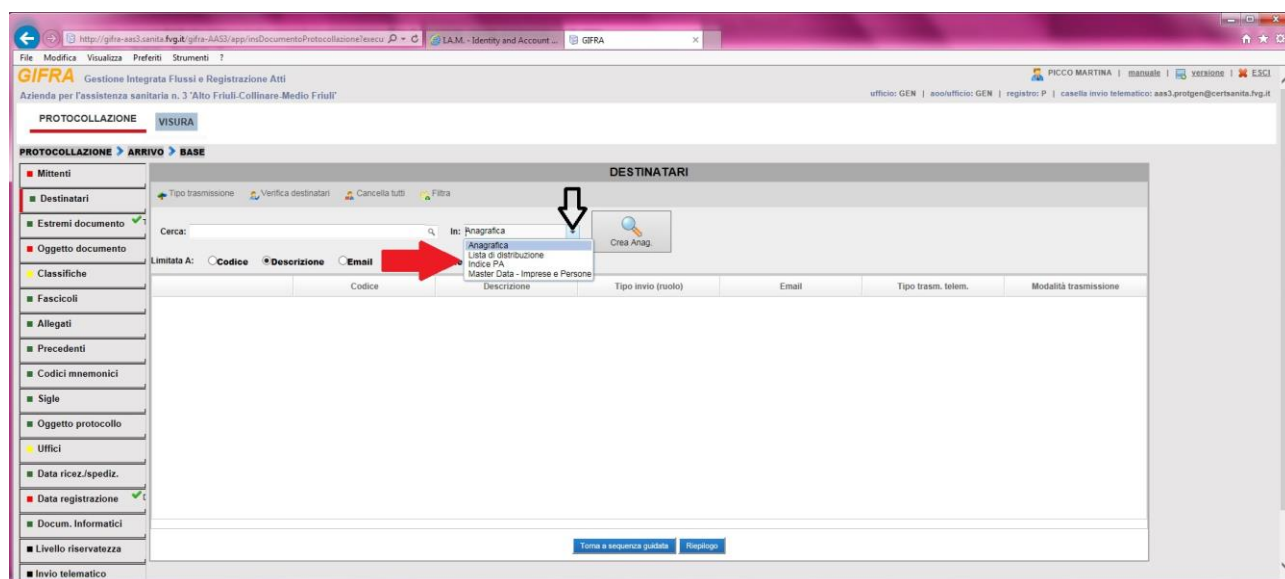 http://gifra-aas3.sanita.fvg.it/gifra-AAS3/app/insDocumentoProtocollazione?execu
I.A.M. - Identity and Account ...
GIFRA
File Modifica Visualizza Preferiti Strumenti ?
GIFRA Gestione Integrata Flussi e Registrazione Atti
PICCO MARTINA | manuale | versione | ESCI
Azienda per l'assistenza sanitaria n. 3 'Alto Friuli-Collinare-Medio Friuli'
ufficio: GEN | aoo/ufficio: GEN | registro: P | casella invio telematico: aas3.protgen@certsanita.fvg.it
PROTOCOLLAZIONE VISURA
PROTOCOLLAZIONE ARRIVO BASE
Mittenti
Destinatari
Estremi documento
Oggetto documento
Classifiche
Fascicoli
Allegati
Precedenti
Codici mnemonici
Sigle
Oggetto protocollo
Uffici
Data ricez./spediz.
Data registrazione
Docum. Informatici
Livello riservatezza
Invio telematico
DESTINATARI
Tipo trasmissione Verifica destinatari Cancella tutti Filtra
Cerca: In: Anagrafica Crea Anag.
Anagrafica
Lista di distribuzione
Indice PA
Master Data - Imprese e Persone
Limitata A: Codice Descrizione Email
Codice Descrizione Tipo invio (ruolo) Email Tipo trasm. telem. Modalità trasmissione
Torna a sequenza guidata Riepilogo